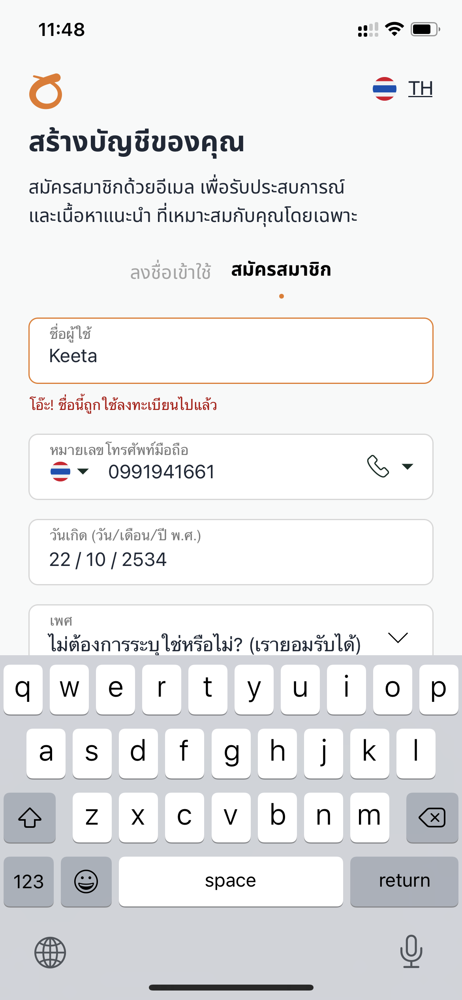 11:48
TH
สร้างบัญชีของคุณ
สมัครสมาชิกด้วยอีเมล เพื่อรับประสบการณ์
และเนื้อหาแนะนำ ที่เหมาะสมกับคุณโดยเฉพาะ
ลงชื่อเข้าใช้ สมัครสมาชิก
ชื่อผู้ใช้
Keeta
โอ๊ะ! ชื่อนี้ถูกใช้ลงทะเบียนไปแล้ว
หมายเลขโทรศัพท์มือถือ
0991941661
วันเกิด (วัน/เดือน/ปี พ.ศ.)
22 / 10 / 2534
เพศ
ไม่ต้องการระบุ ใช่หรือไม่? (เรายอมรับได้)
q w e r t y u i o p
a s d f g h j k l
z x c v b n m
123 space return